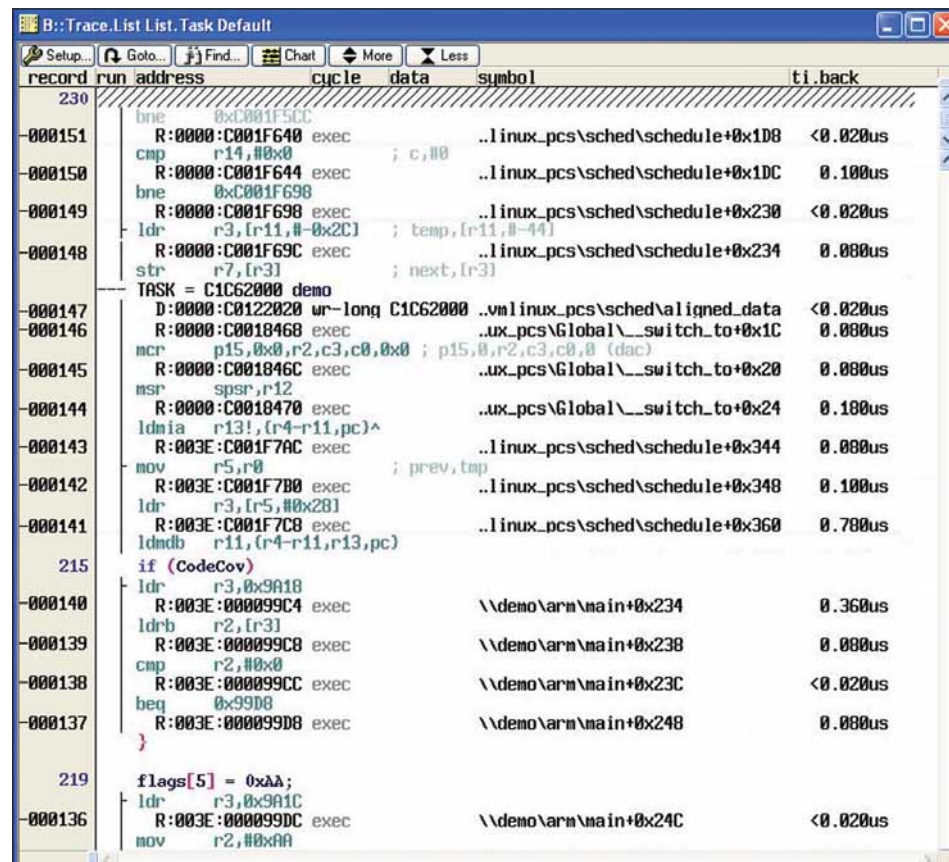 B::Trace.List List.Task Default
Setup... Goto... Find... Chart More Less
record run address cycle data symbol ti.back
230
bne 0xC001F5CC
-000151 R:0000:C001F640 exec ..linux_pcs\sched\schedule+0x1D8 <0.020us
cmp r14,#0x0 ; c,#0
-000150 R:0000:C001F644 exec ..linux_pcs\sched\schedule+0x1DC 0.100us
bne 0xC001F698
-000149 R:0000:C001F698 exec ..linux_pcs\sched\schedule+0x230 <0.020us
ldr r3,[r11,#-0x2C] ; temp,[r11,#-44]
-000148 R:0000:C001F69C exec ..linux_pcs\sched\schedule+0x234 0.080us
str r7,[r3] ; next,[r3]
--- TASK = C1C62000 demo
-000147 D:0000:C0122020 wr-long C1C62000 ..vmlinux_pcs\sched\aligned_data <0.020us
-000146 R:0000:C0018468 exec ..ux_pcs\Global\__switch_to+0x1C 0.080us
mcr p15,0x0,r2,c3,c0,0x0 ; p15,0,r2,c3,c0,0 (dac)
-000145 R:0000:C001846C exec ..ux_pcs\Global\__switch_to+0x20 0.080us
msr spsr,r12
-000144 R:0000:C0018470 exec ..ux_pcs\Global\__switch_to+0x24 0.180us
ldmia r13!,{r4-r11,pc}^
-000143 R:003E:C001F7AC exec ..linux_pcs\sched\schedule+0x344 0.080us
mov r5,r0 ; prev,tmp
-000142 R:003E:C001F7B0 exec ..linux_pcs\sched\schedule+0x348 0.100us
ldr r3,[r5,#0x28]
-000141 R:003E:C001F7C8 exec ..linux_pcs\sched\schedule+0x360 0.780us
ldmdb r11,{r4-r11,r13,pc}
215 if (CodeCov)
ldr r3,0x9A18
-000140 R:003E:000099C4 exec \\demo\arm\main+0x234 0.360us
ldrb r2,[r3]
-000139 R:003E:000099C8 exec \\demo\arm\main+0x238 0.080us
cmp r2,#0x0
-000138 R:003E:000099CC exec \\demo\arm\main+0x23C <0.020us
beq 0x99D8
-000137 R:003E:000099D8 exec \\demo\arm\main+0x248 0.080us
}
219 flags[5] = 0xAA;
ldr r3,0x9A1C
-000136 R:003E:000099DC exec \\demo\arm\main+0x24C <0.020us
mov r2,#0xAA